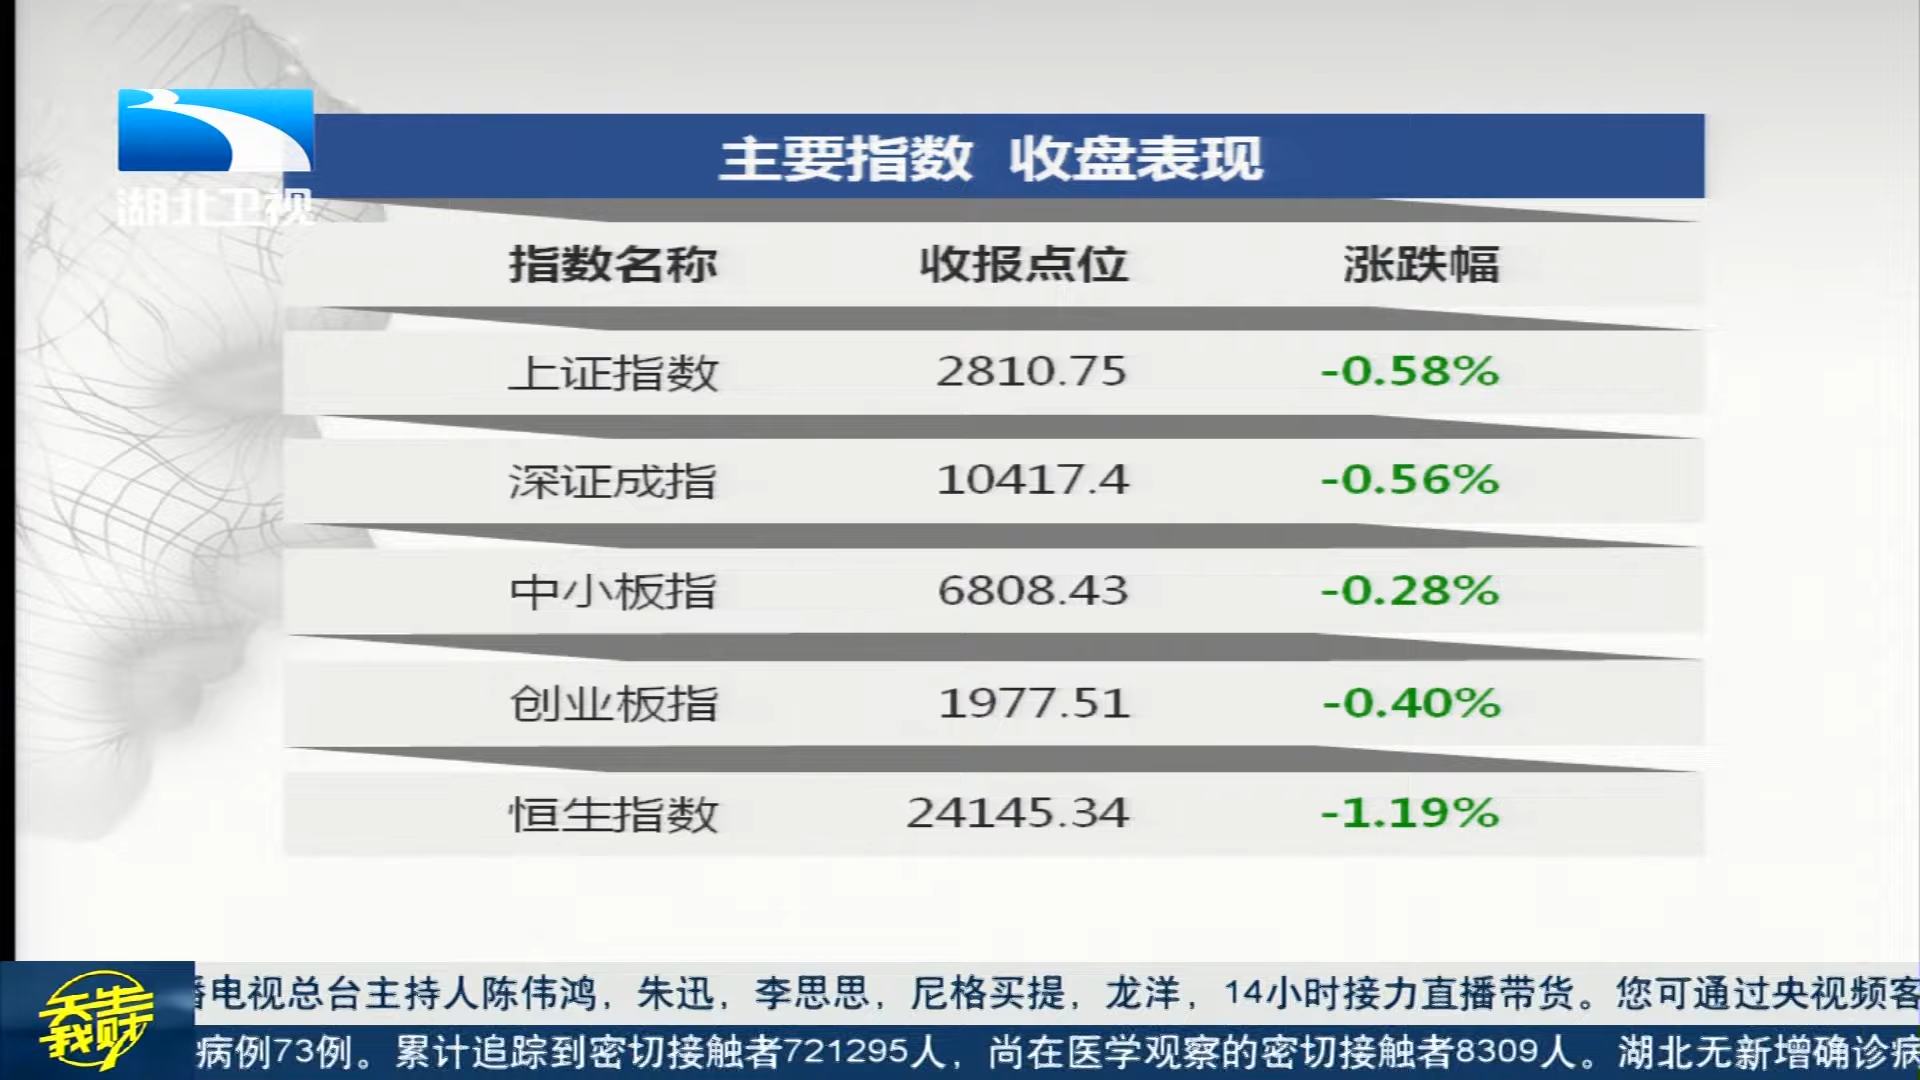 湖北卫视
主要指数 收盘表现
指数名称 收报点位 涨跌幅
上证指数 2810.75 -0.58%
深证成指 10417.4 -0.56%
中小板指 6808.43 -0.28%
创业板指 1977.51 -0.40%
恒生指数 24145.34 -1.19%
天生我财
播电视总台主持人陈伟鸿，朱迅，李思思，尼格买提，龙洋，14小时接力直播带货。您可通过央视频客
病例73例。累计追踪到密切接触者721295人，尚在医学观察的密切接触者8309人。湖北无新增确诊病